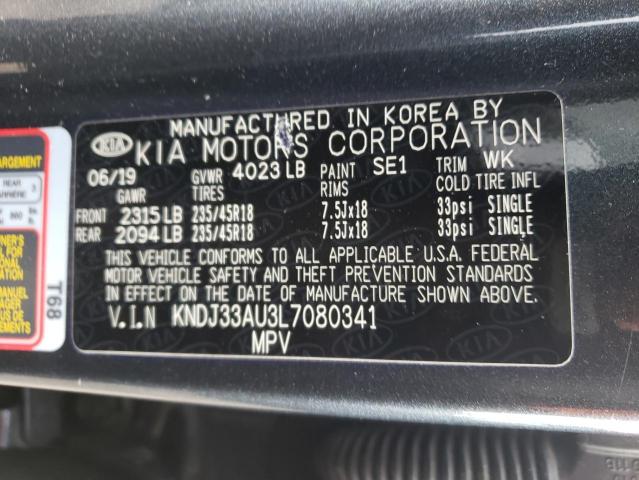 MANUFACTURED IN KOREA BY
KIA KIA MOTORS CORPORATION
06/19 GVWR 4023 LB PAINT SE1 TRIM WK
GAWR TIRES RIMS COLD TIRE INFL
FRONT 2315 LB 235/45R18 7.5Jx18 33psi SINGLE
REAR 2094 LB 235/45R18 7.5Jx18 33psi SINGLE
THIS VEHICLE CONFORMS TO ALL APPLICABLE U.S.A. FEDERAL
MOTOR VEHICLE SAFETY AND THEFT PREVENTION STANDARDS
IN EFFECT ON THE DATE OF MANUFACTURE SHOWN ABOVE.
V.I.N KNDJ33AU3L7080341
MPV
T68
REAR